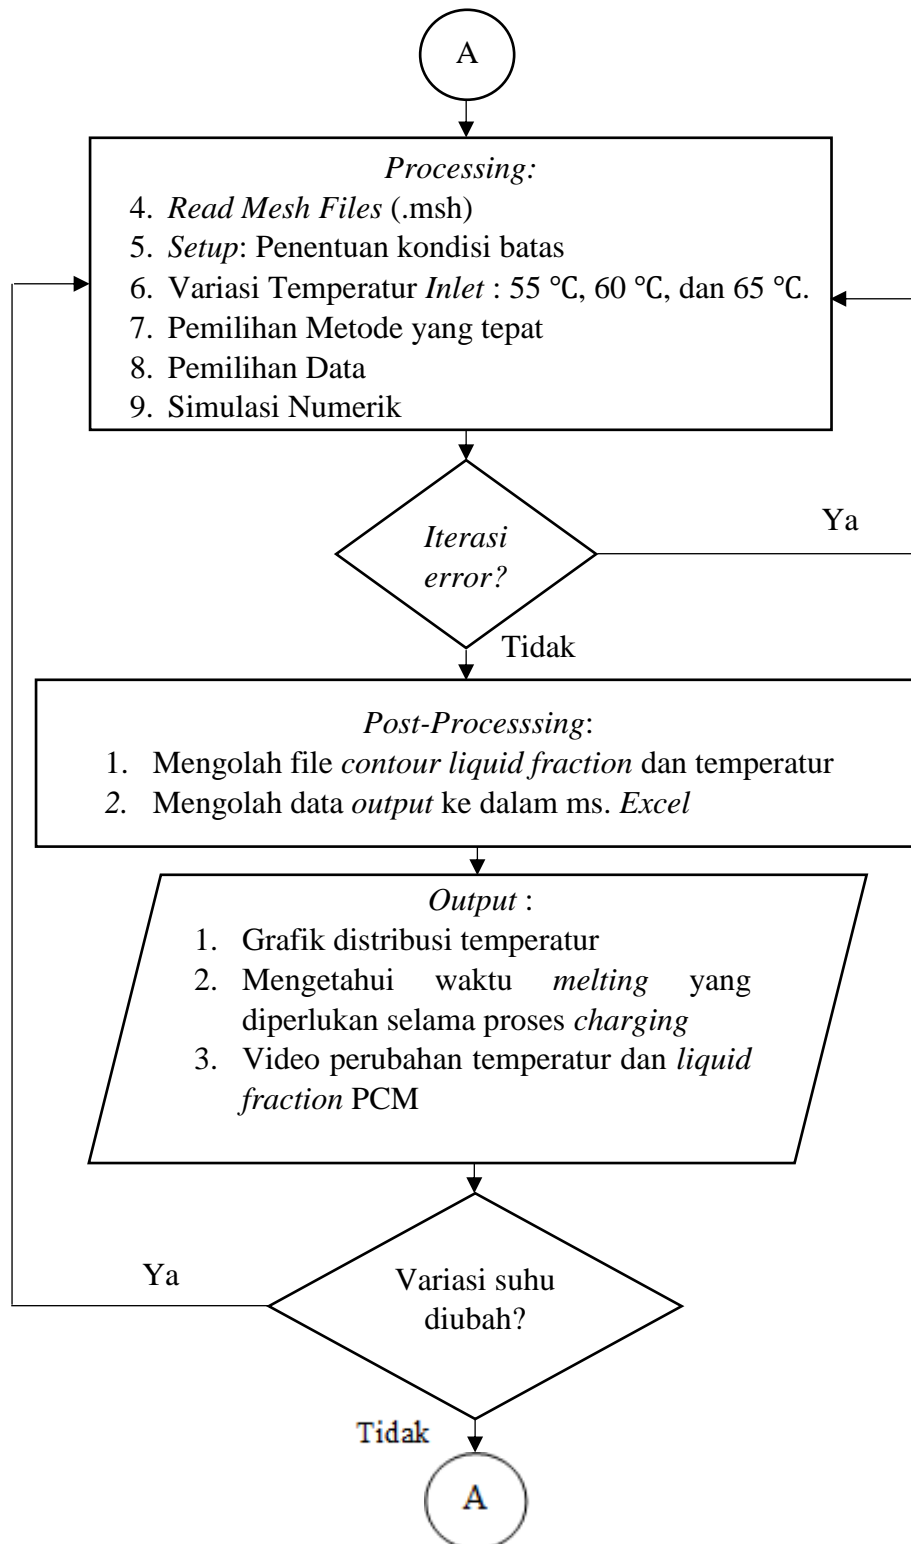 A
Processing:
4. Read Mesh Files (.msh)
5. Setup: Penentuan kondisi batas
6. Variasi Temperatur Inlet : 55 ℃, 60 ℃, dan 65 ℃.
7. Pemilihan Metode yang tepat
8. Pemilihan Data
9. Simulasi Numerik
Iterasi
error?
Ya
Tidak
Post-Processsing:
1. Mengolah file contour liquid fraction dan temperatur
2. Mengolah data output ke dalam ms. Excel
Output :
1. Grafik distribusi temperatur
2. Mengetahui waktu melting yang
diperlukan selama proses charging
3. Video perubahan temperatur dan liquid
fraction PCM
Ya
Variasi suhu
diubah?
Tidak
A